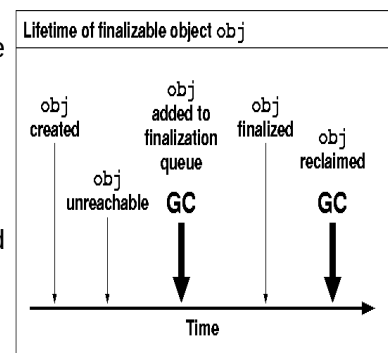 Lifetime of finalizable object obj
obj
created
obj
unreachable
obj
added to
finalization
queue
GC
obj
finalized
obj
reclaimed
GC
Time
e
d